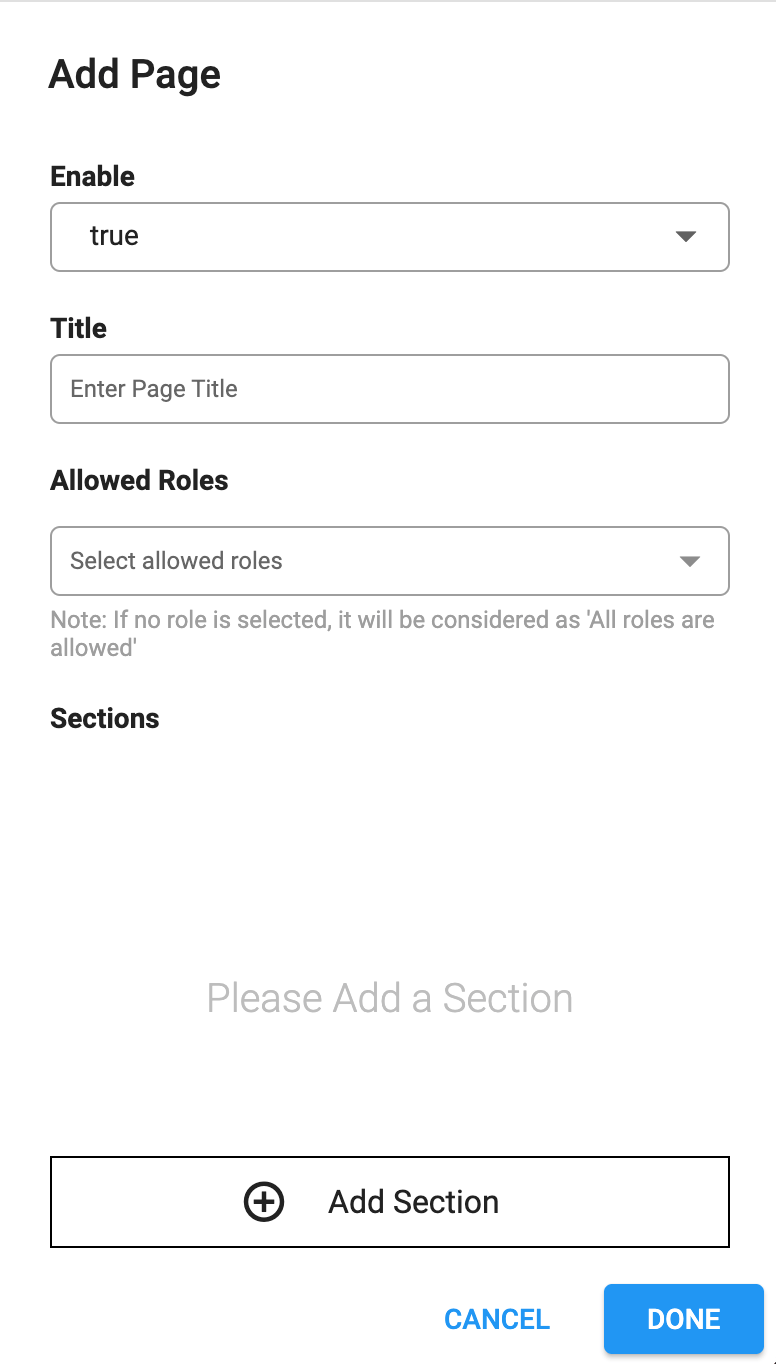 Add Page
Enable
true
Title
Enter Page Title
Allowed Roles
Select allowed roles
Note: If no role is selected, it will be considered as 'All roles are
allowed'
Sections
Please Add a Section
Add Section
CANCEL
DONE